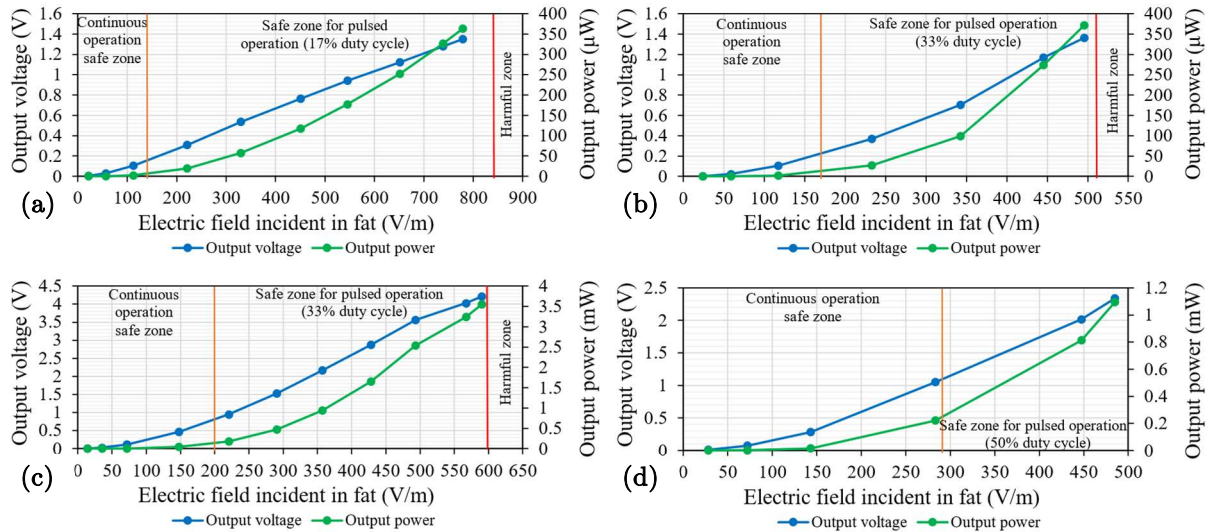 Continuous
operation
safe zone
Safe zone for pulsed
operation (17% duty cycle)
Harmful zone
Output voltage (V)
1.6
1.4
1.2
1
0.8
0.6
0.4
0.2
0
Output power (μW)
400
350
300
250
200
150
100
50
0
0 100 200 300 400 500 600 700 800 900
(a)
Electric field incident in fat (V/m)
Output voltage Output power
Continuous
operation
safe zone
Safe zone for pulsed operation
(33% duty cycle)
Harmful zone
Output voltage (V)
1.6
1.4
1.2
1
0.8
0.6
0.4
0.2
0
Output power (μW)
400
350
300
250
200
150
100
50
0
0 50 100 150 200 250 300 350 400 450 500 550
(b)
Electric field incident in fat (V/m)
Output voltage Output power
Continuous
operation
safe zone
Safe zone for pulsed operation
(33% duty cycle)
Harmful zone
Output voltage (V)
4.5
4
3.5
3
2.5
2
1.5
1
0.5
0
Output power (mW)
4
3.5
3
2.5
2
1.5
1
0.5
0
0 50 100 150 200 250 300 350 400 450 500 550 600 650
(c)
Electric field incident in fat (V/m)
Output voltage Output power
Continuous operation
safe zone
Safe zone for pulsed operation
(50% duty cycle)
Output voltage (V)
2.5
2
1.5
1
0.5
0
Output power (mW)
1.2
1
0.8
0.6
0.4
0.2
0
0 50 100 150 200 250 300 350 400 450 500
(d)
Electric field incident in fat (V/m)
Output voltage Output power